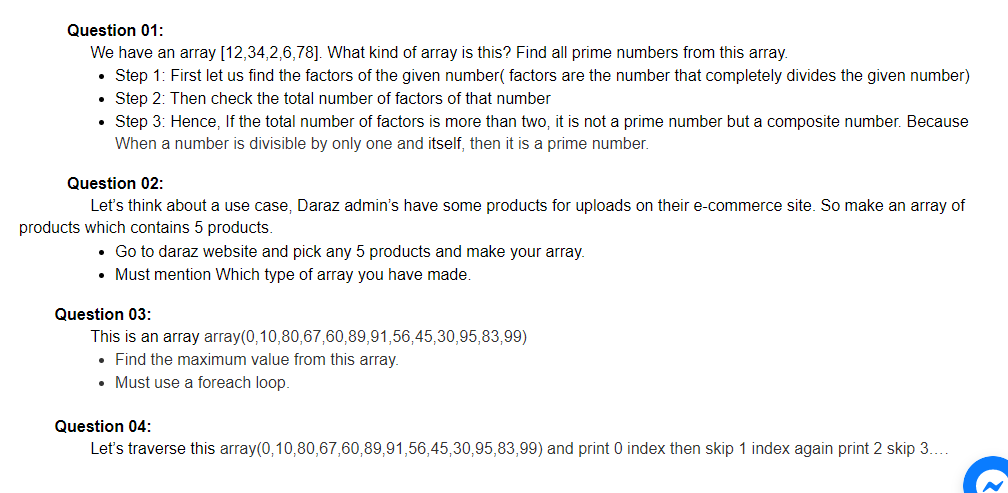 Question 01:
We have an array [12,34,2,6,78]. What kind of array is this? Find all prime numbers from this array.
• Step 1: First let us find the factors of the given number( factors are the number that completely divides the given number)
• Step 2: Then check the total number of factors of that number
• Step 3: Hence, If the total number of factors is more than two, it is not a prime number but a composite number. Because
When a number is divisible by only one and itself, then it is a prime number.
Question 02:
Let's think about a use case, Daraz admin's have some products for uploads on their e-commerce site. So make an array of
products which contains 5 products.
• Go to daraz website and pick any 5 products and make your array.
• Must mention Which type of array you have made.
Question 03:
This is an array array(0,10,80,67,60,89,91,56,45,30,95,83,99)
• Find the maximum value from this array.
• Must use a foreach loop.
Question 04:
Let's traverse this array(0,10,80,67,60,89,91,56,45,30,95,83,99) and print 0 index then skip 1 index again print 2 skip 3….